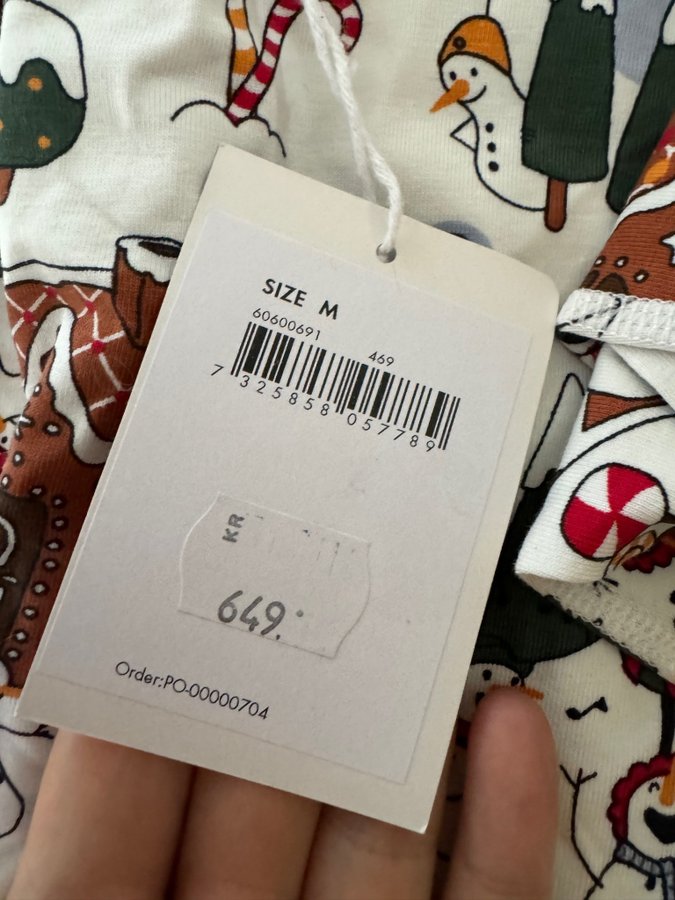 SIZE M
60600691 469
7 325858 057789
KR
649.-
Order:PO-00000704